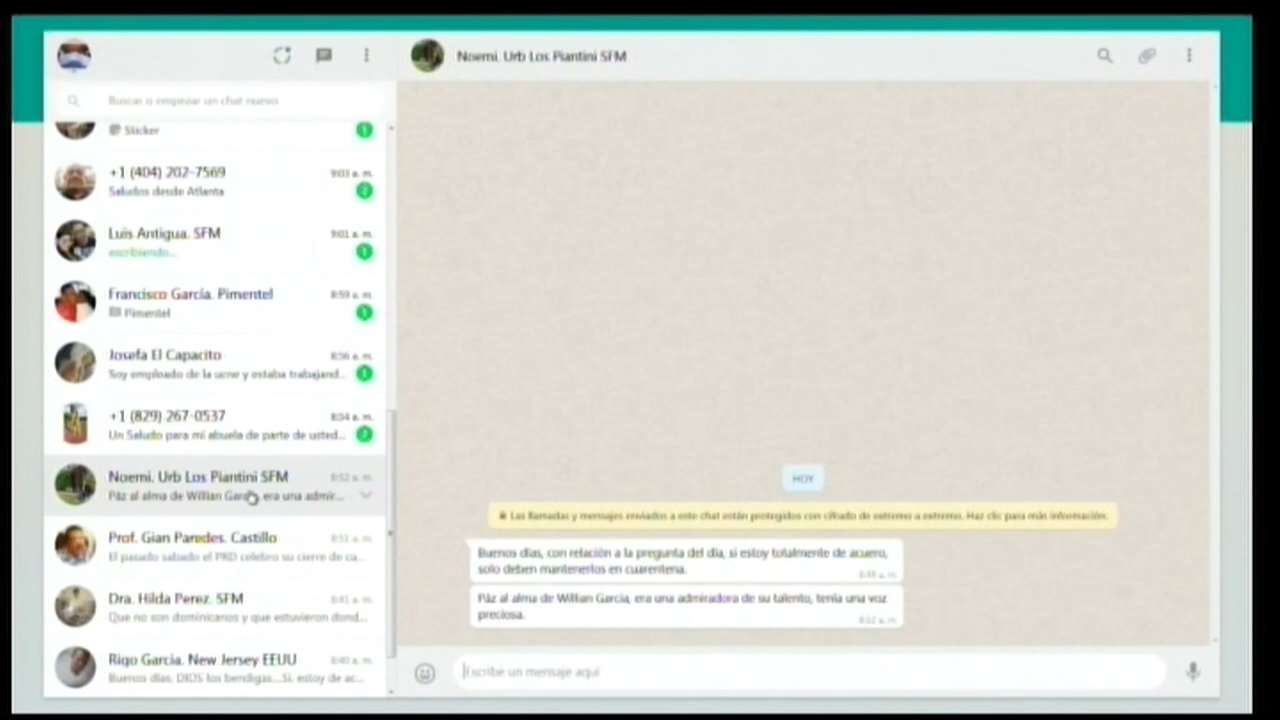 Noemi. Urb Los Piantini SFM
Buscar o empezar un chat nuevo
Sticker
1
+1 (404) 202-7569
9:03 a. m.
Saludos desde Atlanta
Luis Antigua. SFM
9:01 a. m.
escribiendo...
1
Francisco García. Pimentel
8:59 a. m.
Pimentel
1
Josefa El Capacito
8:56 a. m.
Soy empleado de la ucne y estaba trabajand...
+1 (829) 267-0537
8:54 a. m.
Un Saludo para mi abuela de parte de usted...
Noemi. Urb Los Piantini SFM
8:52 a. m.
Páz al alma de Willian García, era una admir...
Prof. Gian Paredes. Castillo
8:51 a. m.
El pasado sabado el PRD celebro su cierre de ca...
Dra. Hilda Perez. SFM
8:41 a. m.
Que no son dominicanos y que estuvieron dond...
Rigo Garcia. New Jersey EEUU
8:40 a. m.
Buenos días, DIOS los bendigas...Si, estoy de ac...
HOY
Las llamadas y mensajes enviados a este chat están protegidos con cifrado de extremo a extremo. Haz clic para más información.
Buenos días, con relación a la pregunta del día, si estoy totalmente de acuero,
solo deben mantenerlos en cuarentena.
8:49 a. m.
Páz al alma de Willian García, era una admiradora de su talento, tenía una voz
preciosa.
8:52 a. m.
Escribe un mensaje aquí